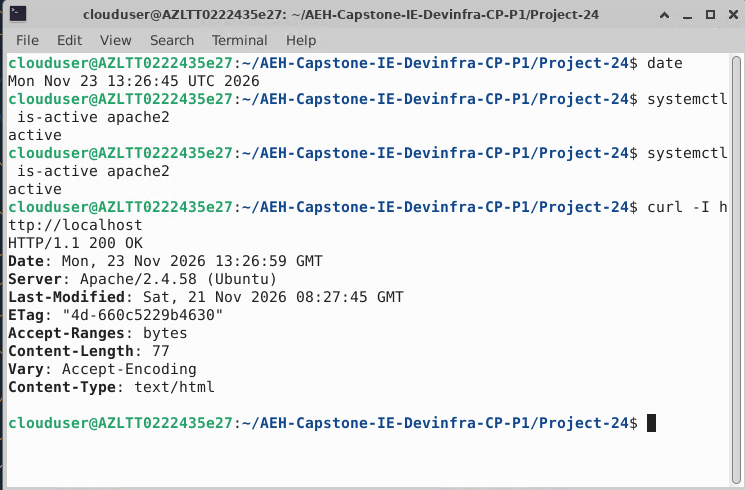 clouduser@AZLTT0222435e27: ~/AEH-Capstone-IE-Devinfra-CP-P1/Project-24
File Edit View Search Terminal Help
clouduser@AZLTT0222435e27:~/AEH-Capstone-IE-Devinfra-CP-P1/Project-24$ date
Mon Nov 23 13:26:45 UTC 2026
clouduser@AZLTT0222435e27:~/AEH-Capstone-IE-Devinfra-CP-P1/Project-24$ systemctl
 is-active apache2
active
clouduser@AZLTT0222435e27:~/AEH-Capstone-IE-Devinfra-CP-P1/Project-24$ systemctl
 is-active apache2
active
clouduser@AZLTT0222435e27:~/AEH-Capstone-IE-Devinfra-CP-P1/Project-24$ curl -I h
ttp://localhost
HTTP/1.1 200 OK
Date: Mon, 23 Nov 2026 13:26:59 GMT
Server: Apache/2.4.58 (Ubuntu)
Last-Modified: Sat, 21 Nov 2026 08:27:45 GMT
ETag: "4d-660c5229b4630"
Accept-Ranges: bytes
Content-Length: 77
Vary: Accept-Encoding
Content-Type: text/html
clouduser@AZLTT0222435e27:~/AEH-Capstone-IE-Devinfra-CP-P1/Project-24$